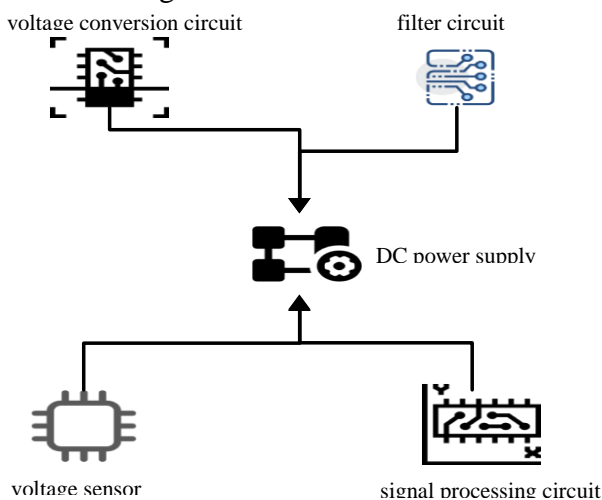 voltage conversion circuit
filter circuit
DC power supply
Y
X
voltage sensor
signal processing circuit